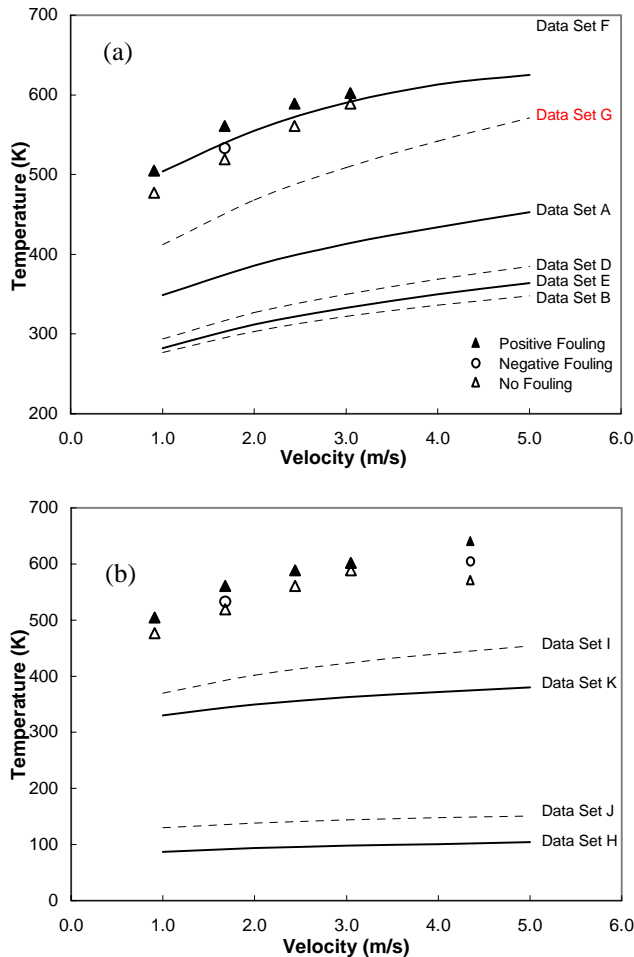 700
Data Set F
(a)
600
Data Set G
500
Data Set A
400
Data Set D
Data Set E
Data Set B
300
Positive Fouling
Negative Fouling
No Fouling
200
0.0 1.0 2.0 3.0 4.0 5.0 6.0
Velocity (m/s)
Temperature (K)
700
600
(b)
500
Data Set I
400
Data Set K
300
200
Data Set J
100
Data Set H
0
0.0 1.0 2.0 3.0 4.0 5.0 6.0
Velocity (m/s)
Temperature (K)